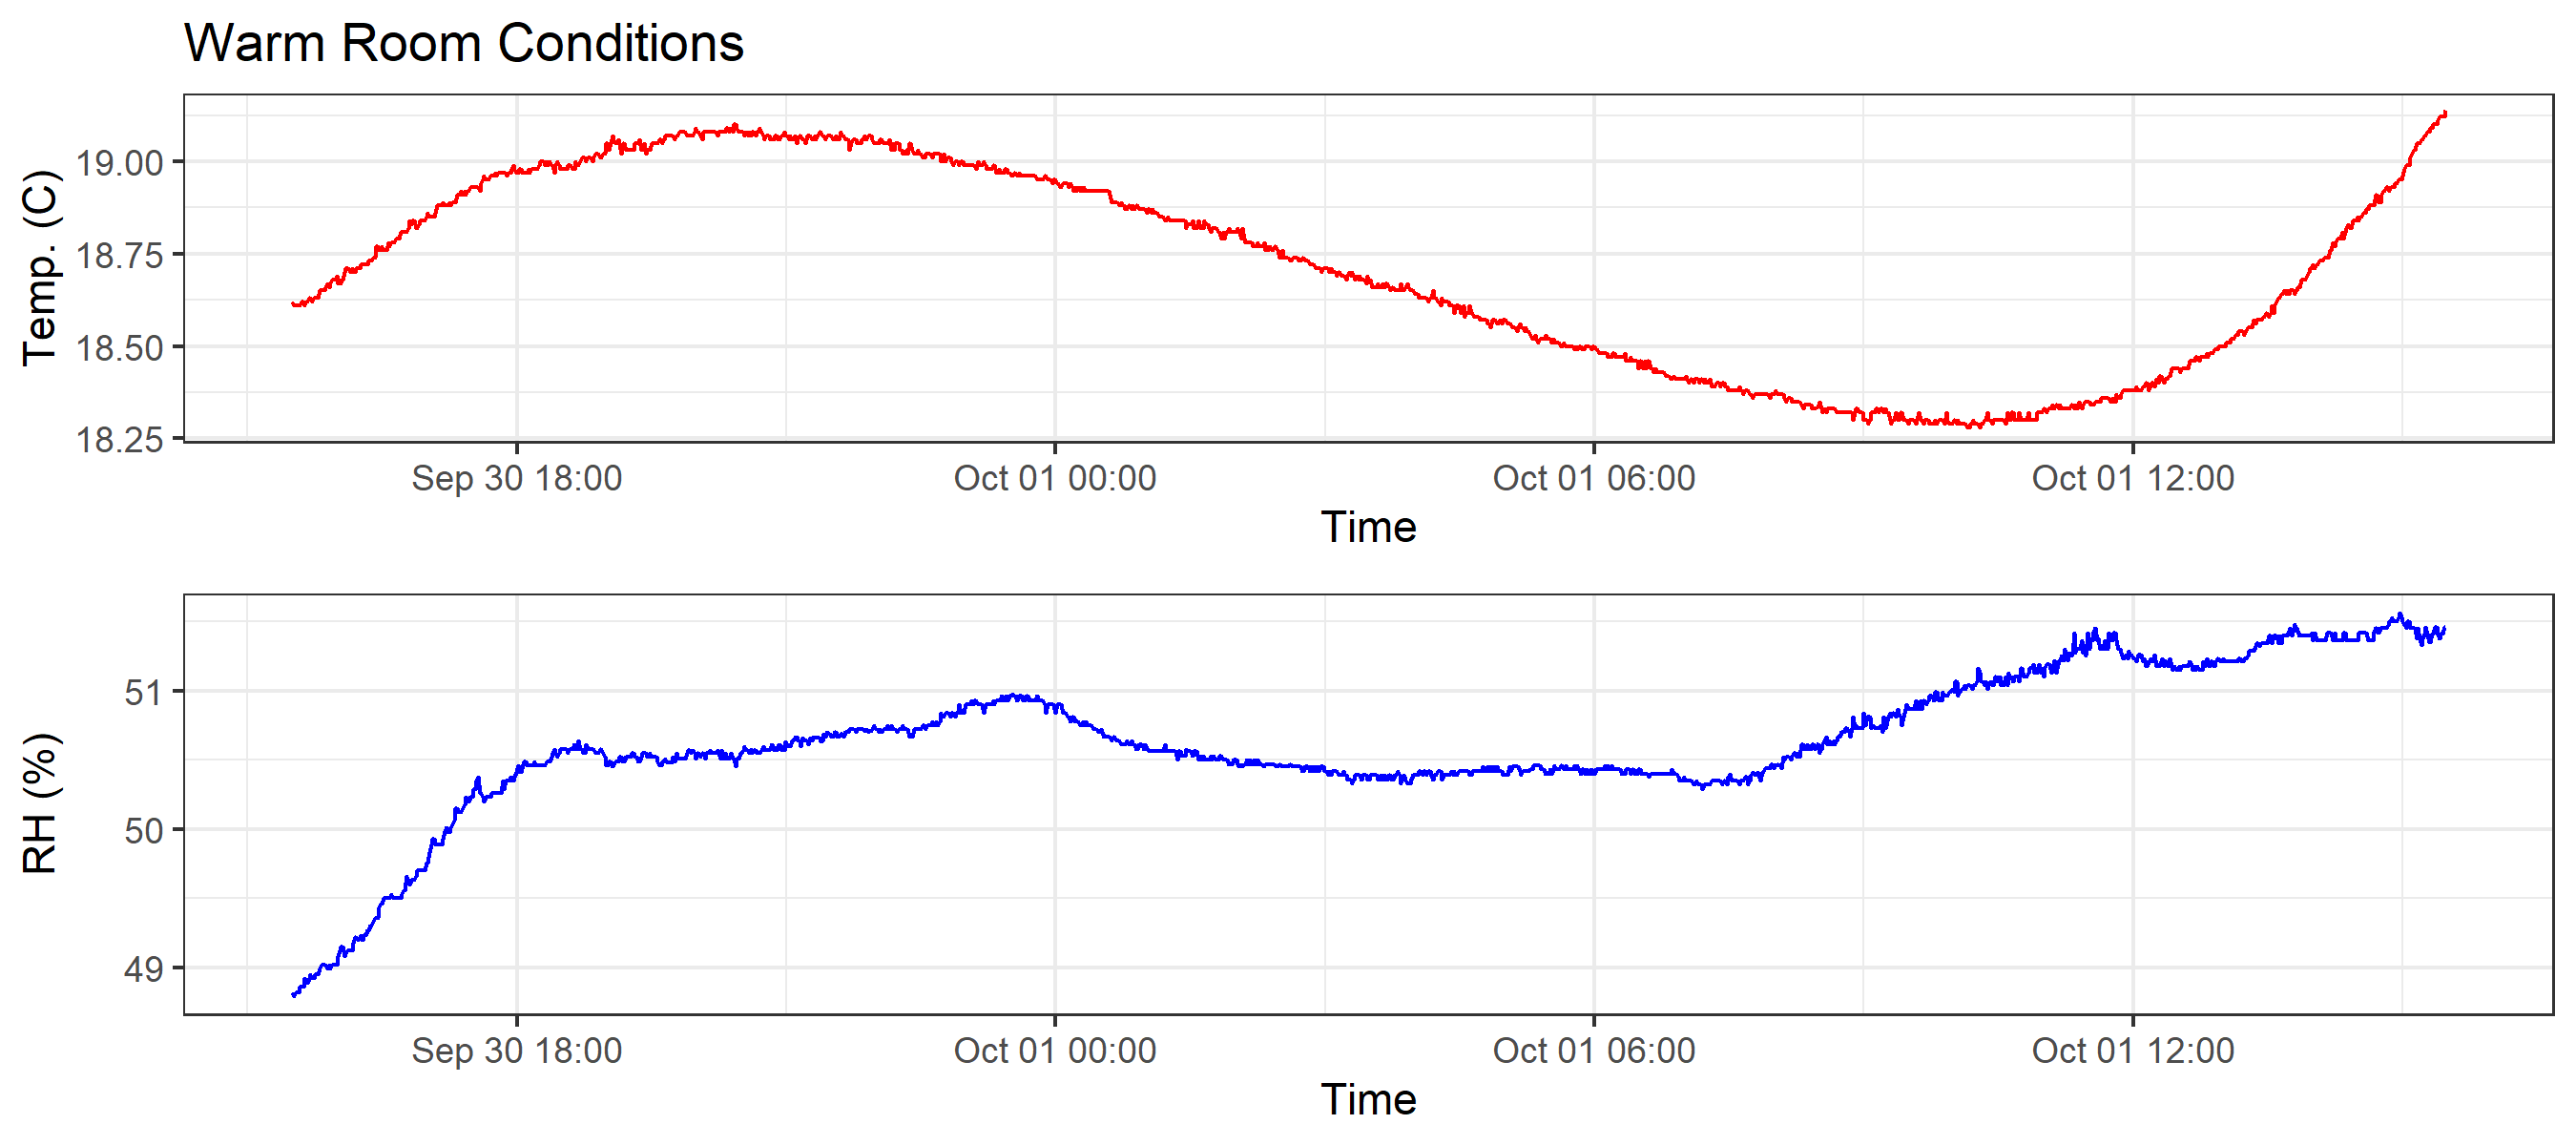 Warm Room Conditions
Temp. (C)
19.00
18.75
18.50
18.25
Sep 30 18:00 Oct 01 00:00 Oct 01 06:00 Oct 01 12:00
Time
RH (%)
51
50
49
Sep 30 18:00 Oct 01 00:00 Oct 01 06:00 Oct 01 12:00
Time